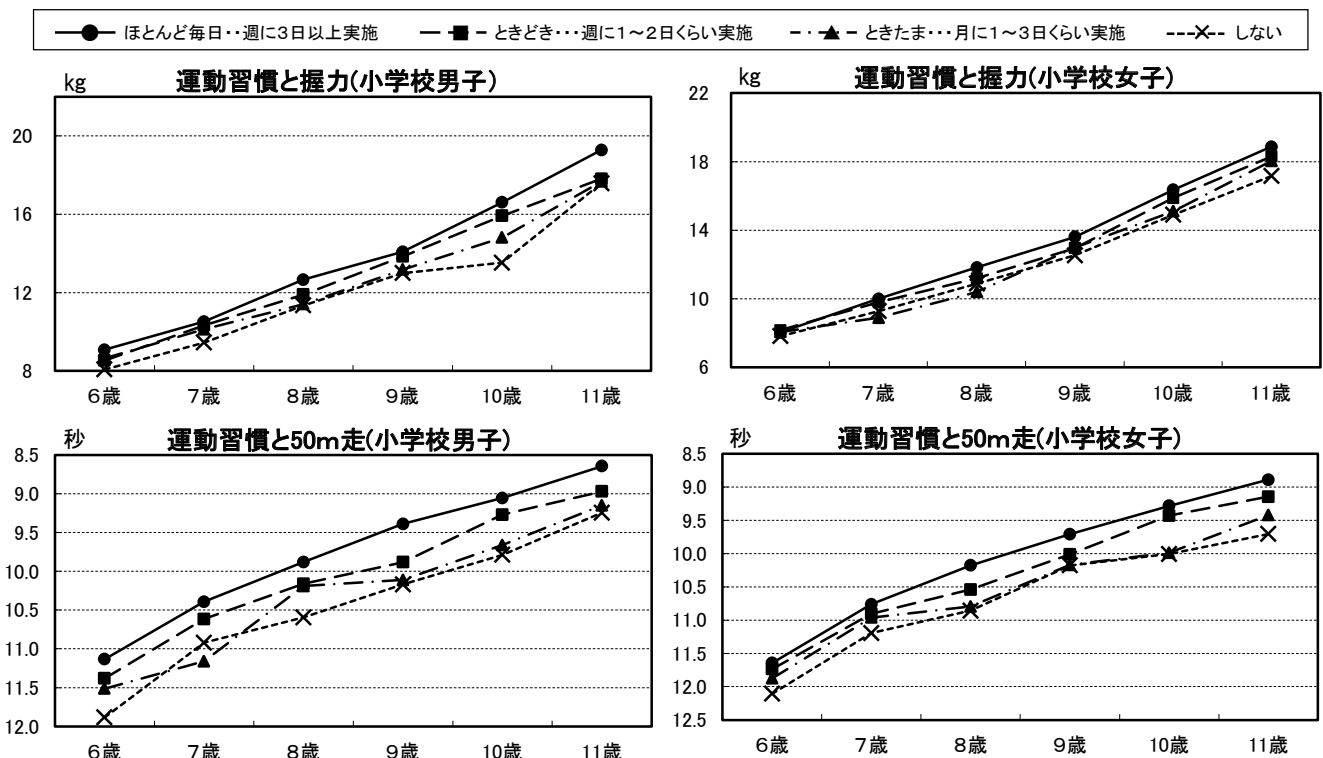 ほとんど毎日‥週に3日以上実施 ときどき‥・週に1～2日くらい実施 ときたま‥・月に1～3日くらい実施 しない
kg 運動習慣と握力(小学校男子)
20
16
12
8
6歳 7歳 8歳 9歳 10歳 11歳
kg 運動習慣と握力(小学校女子)
22
18
14
10
6
6歳 7歳 8歳 9歳 10歳 11歳
秒 運動習慣と50m走(小学校男子)
8.5
9.0
9.5
10.0
10.5
11.0
11.5
12.0
6歳 7歳 8歳 9歳 10歳 11歳
秒 運動習慣と50m走(小学校女子)
8.5
9.0
9.5
10.0
10.5
11.0
11.5
12.0
12.5
6歳 7歳 8歳 9歳 10歳 11歳